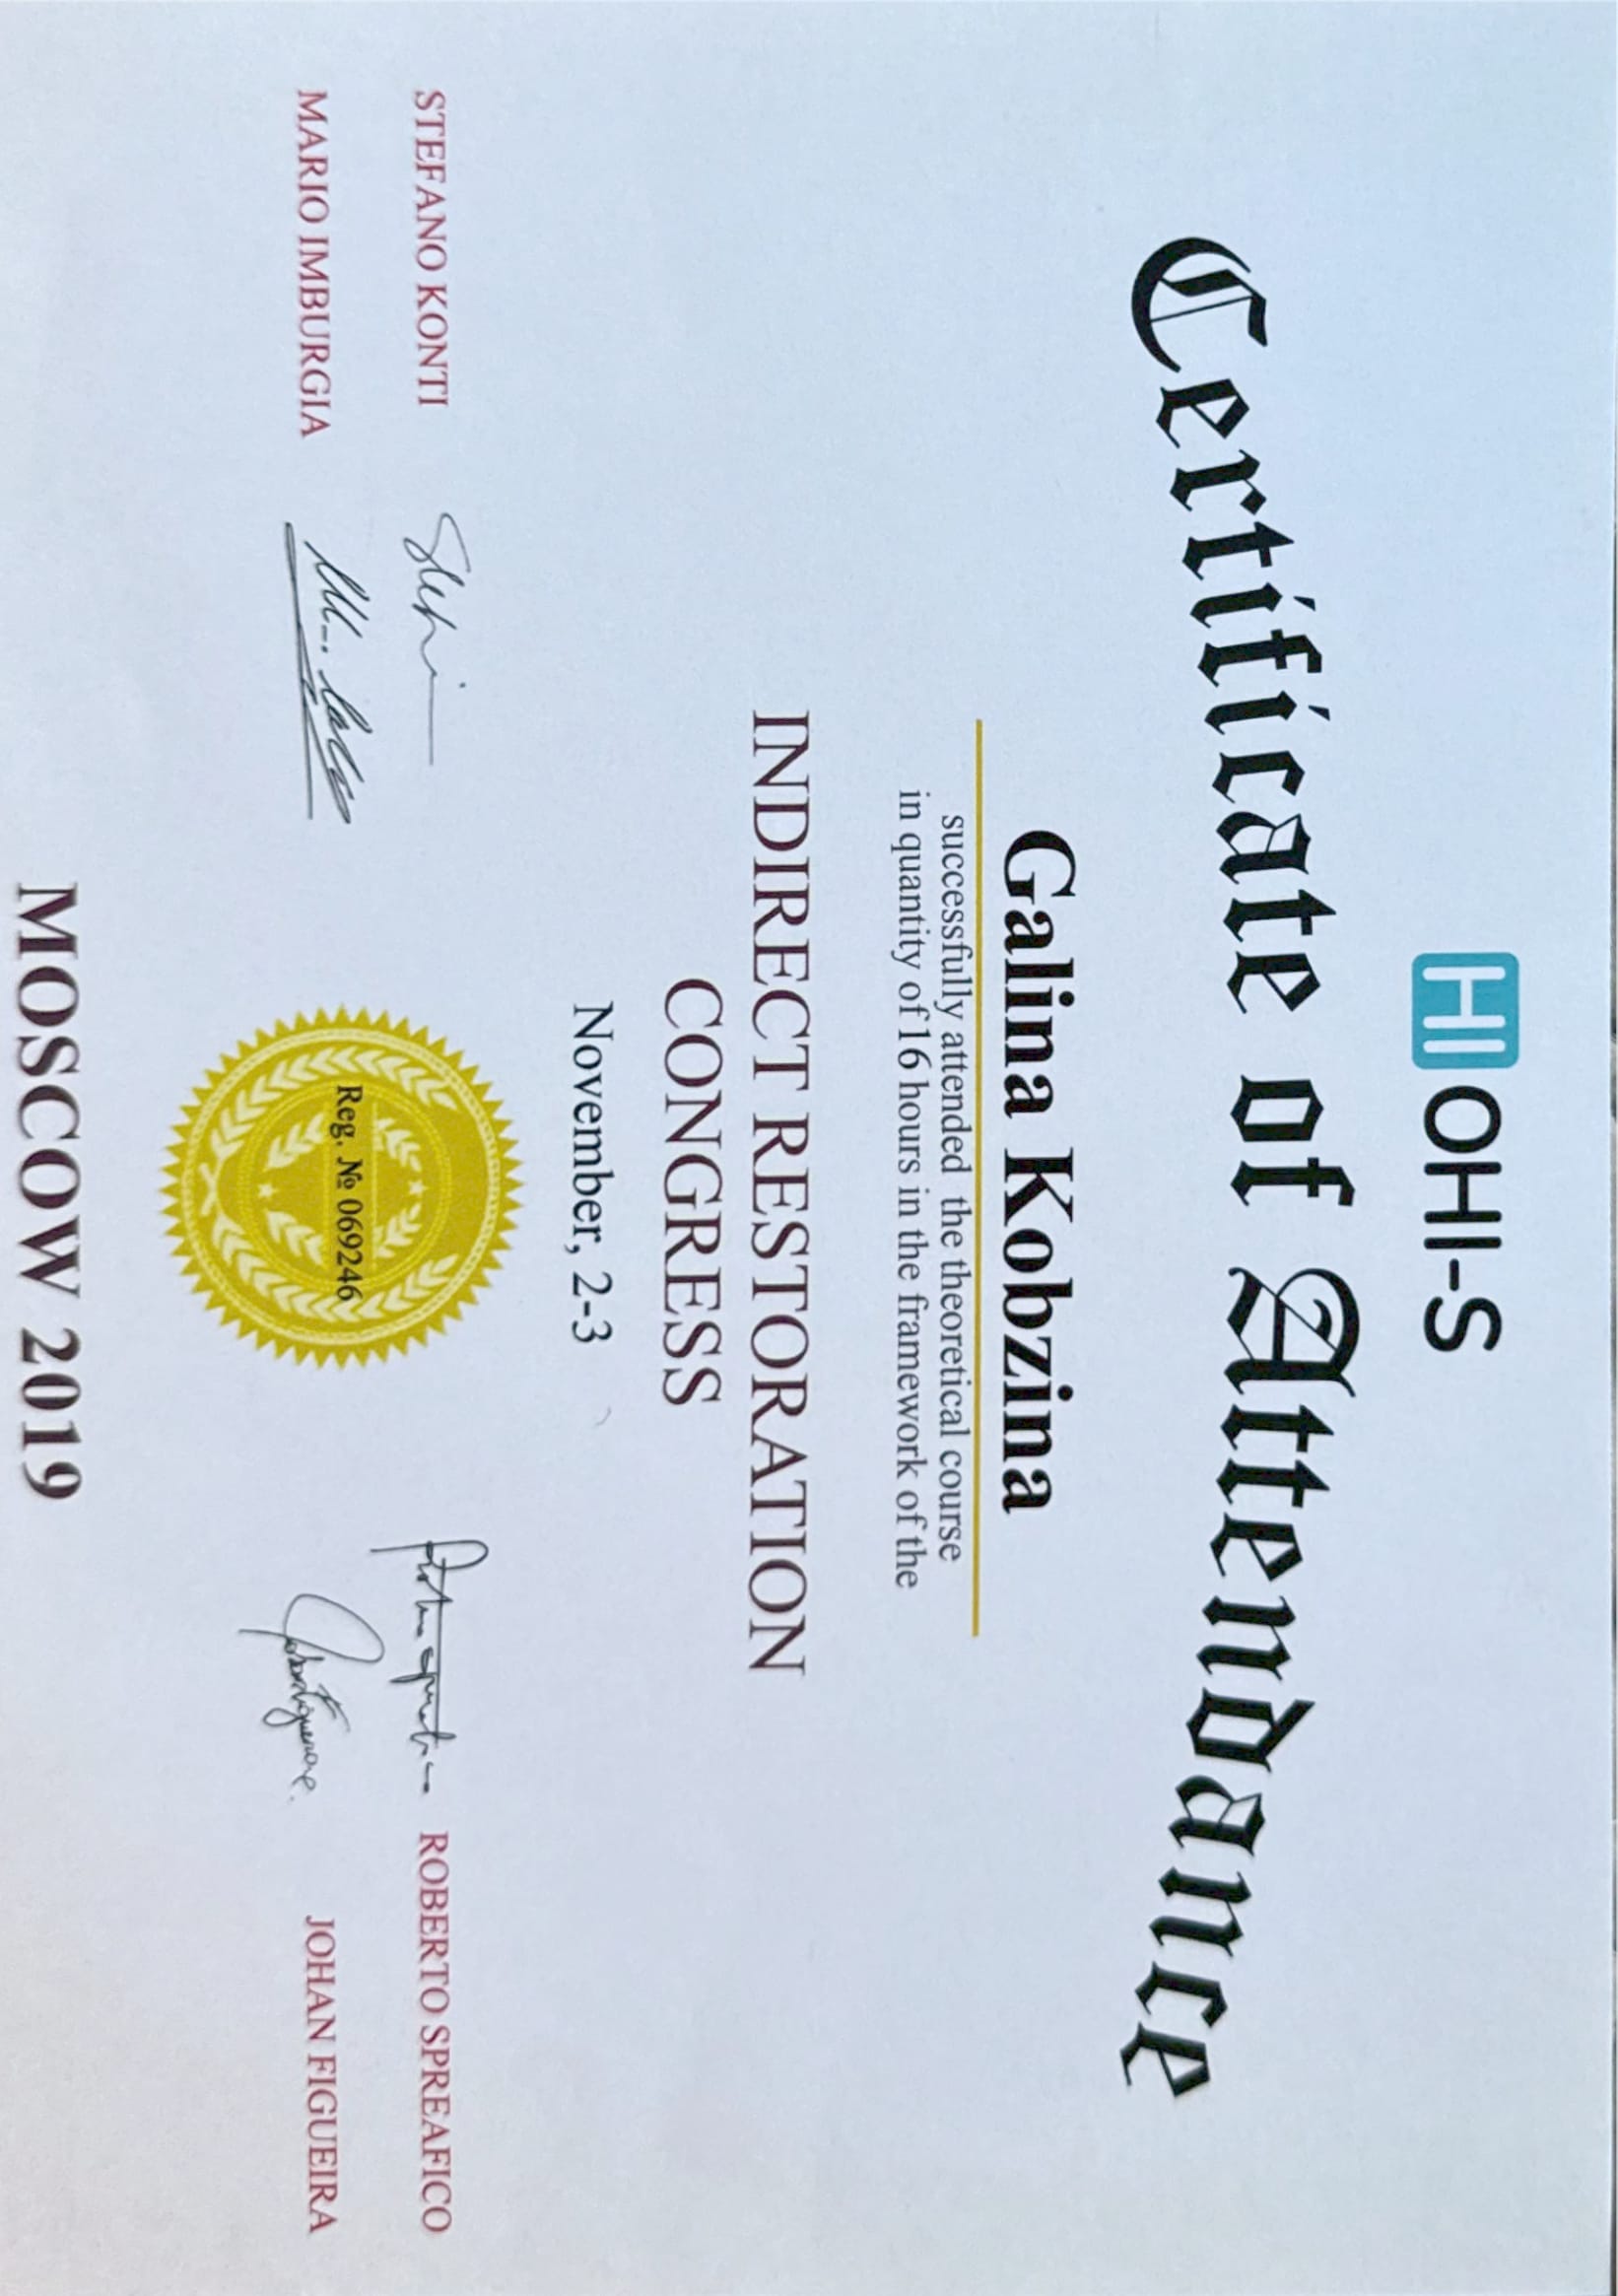 HI OHI-S
Certificate of Attendance
Galina Kobzina
successfully attended the theoretical course
in quantity of 16 hours in the framework of the
INDIRECT RESTORATION
CONGRESS
November, 2-3
STEFANO KONTI
ROBERTO SPREAFICO
MARIO IMBURGIA
JOHAN FIGUEIRA
Reg. № 069246
MOSCOW 2019